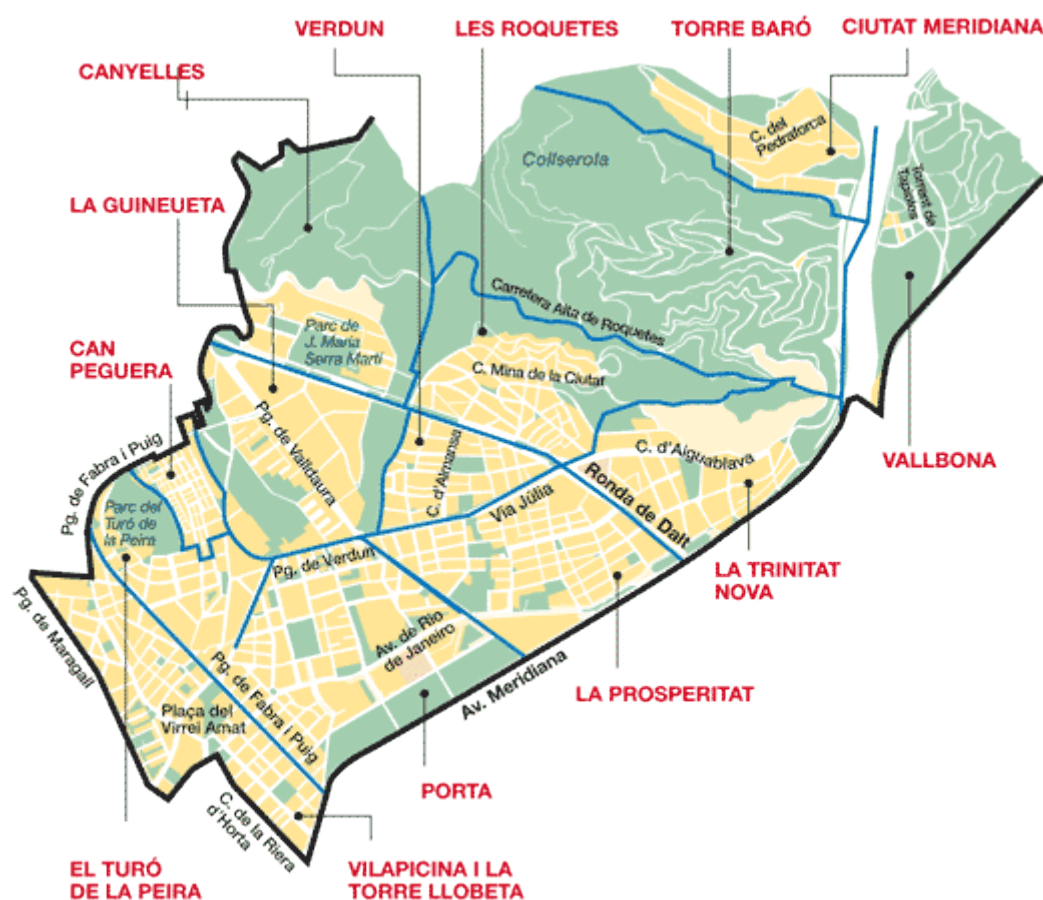 VERDUN
LES ROQUETES
TORRE BARÓ
CIUTAT MERIDIANA
CANYELLES
C. del
Pedraforca
Collserola
Torrent de
Tapioles
LA GUINEUETA
Carretera Alta de Roquetes
Parc de
J. Maria
Serra Martí
CAN
PEGUERA
C. Mina de la Ciutat
Pg. de Valldaura
Pg. de Fabra i Puig
C. d'Almansa
C. d'Aiguablava
VALLBONA
Parc del
Turó de
la Peira
Via Júlia
Ronda de Dalt
Pg. de Verdun
LA TRINITAT
NOVA
Pg. de Maragall
Av. de Rio
de Janeiro
Pg. de Fabra i Puig
Av. Meridiana
LA PROSPERITAT
Plaça del
Virrei Amat
PORTA
C. de la Riera
d'Horta
EL TURÓ
DE LA PEIRA
VILAPICINA I LA
TORRE LLOBETA